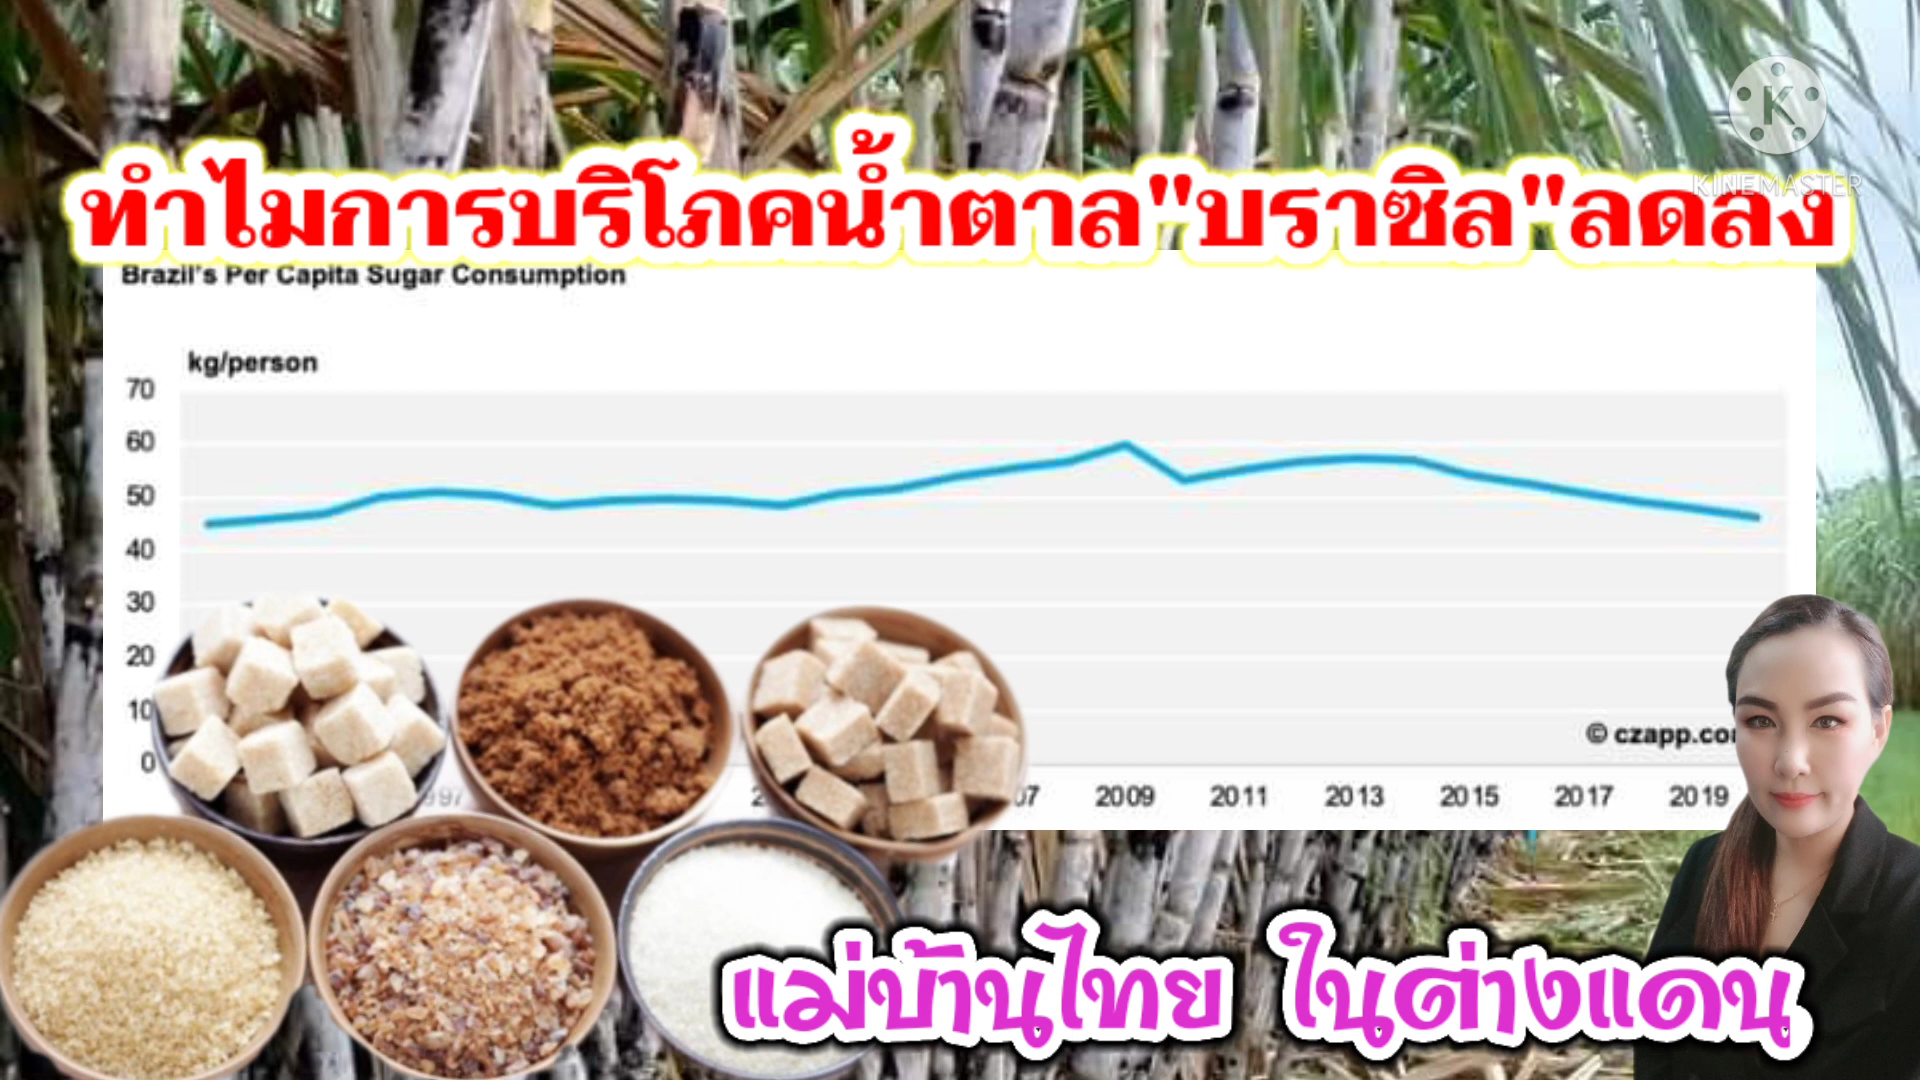 KINEMASTER
ทำไมการบริโภคน้ำตาล"บราซิล"ลดลง
Brazil's Per Capita Sugar Consumption
kg/person
70
60
50
40
30
20
10
0
© czapp.co
2009 2011 2013 2015 2017 2019
แม่บ้านไทย ในต่างแดน